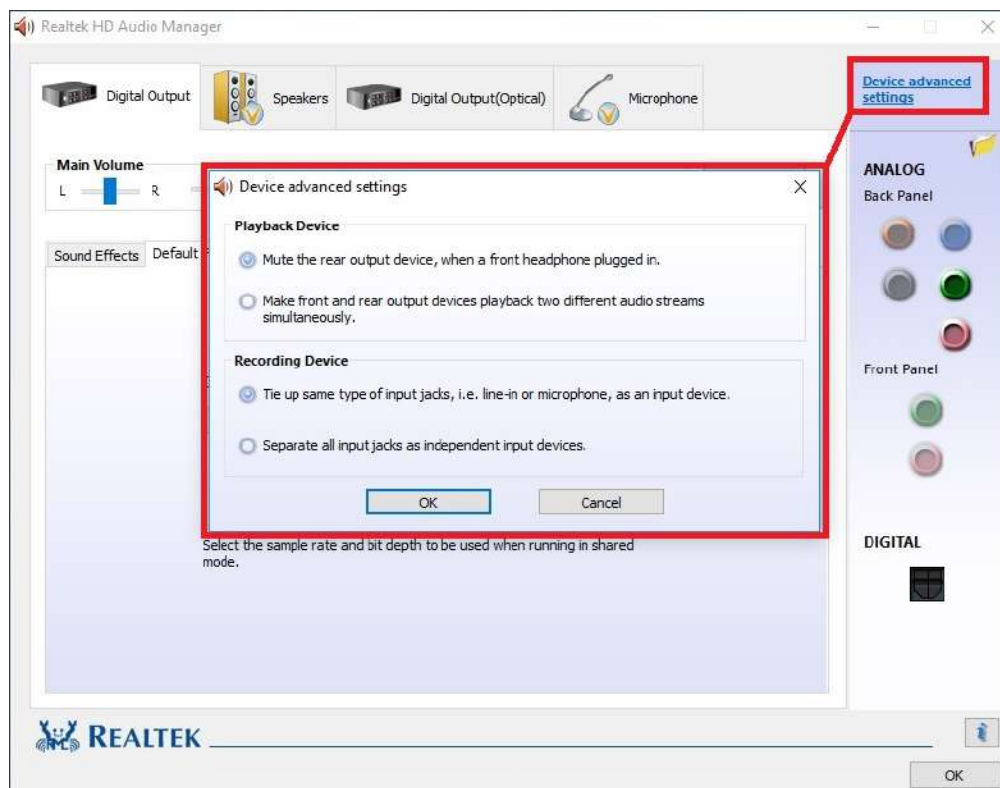 Realtek HD Audio Manager
Digital Output
Speakers
Digital Output(Optical)
Microphone
Device advanced
settings
Main Volume
L
R
Device advanced settings
Playback Device
Mute the rear output device, when a front headphone plugged in.
Make front and rear output devices playback two different audio streams
simultaneously.
Recording Device
Tie up same type of input jacks, i.e. line-in or microphone, as an input device.
Separate all input jacks as independent input devices.
OK
Cancel
Sound Effects
Default
Select the sample rate and bit depth to be used when running in shared
mode.
ANALOG
Back Panel
Front Panel
DIGITAL
REALTEK
OK